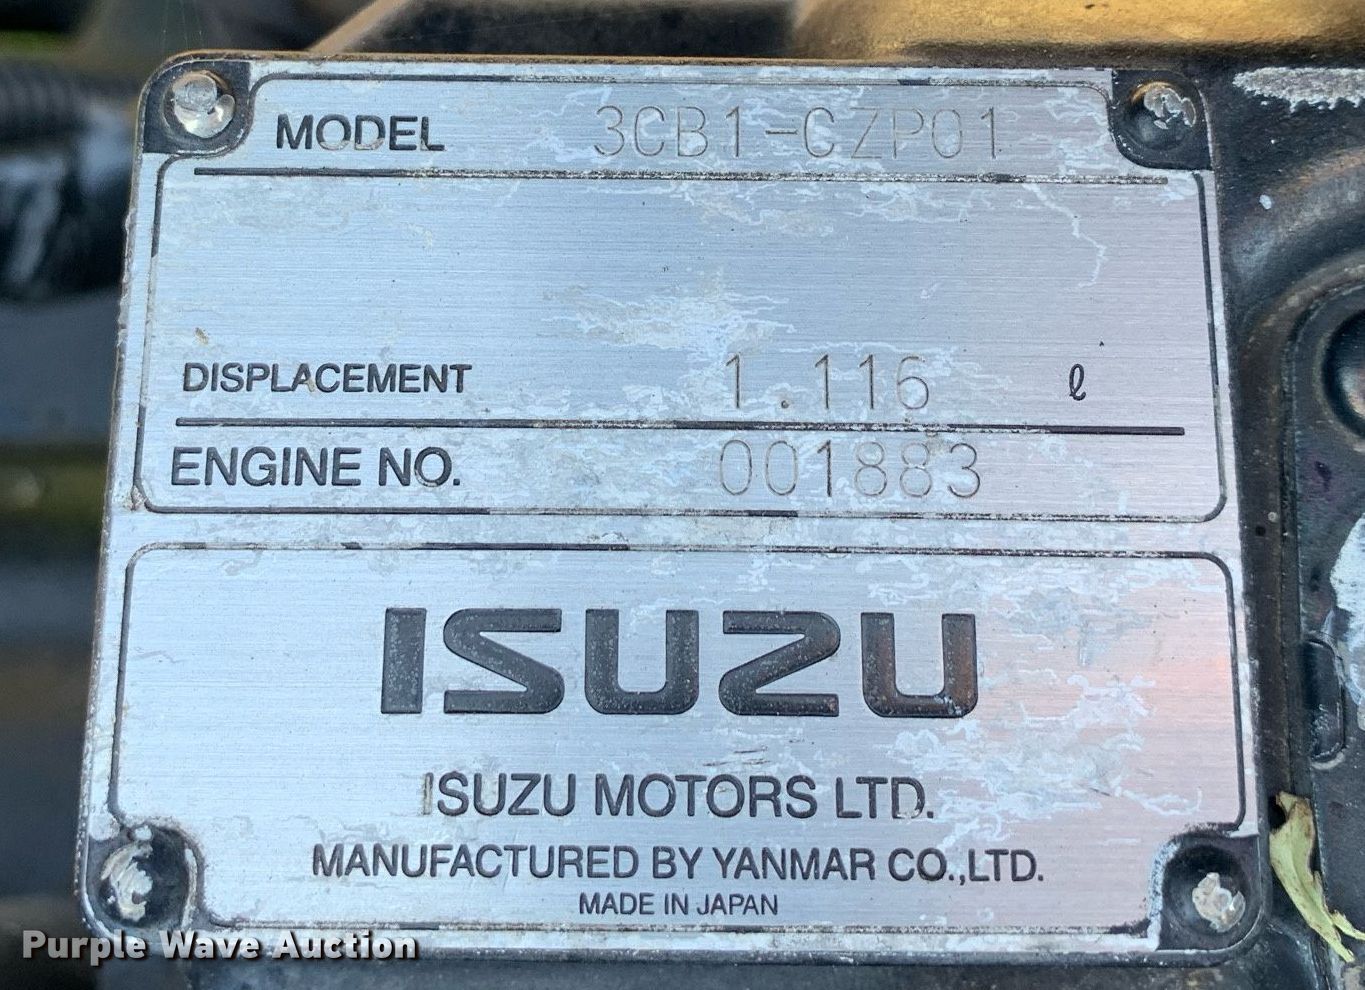 MODEL 3CB1-CZP01
DISPLACEMENT 1.116 ℓ
ENGINE NO. 001883
ISUZU
ISUZU MOTORS LTD.
MANUFACTURED BY YANMAR CO.,LTD.
MADE IN JAPAN
Purple Wave Auction